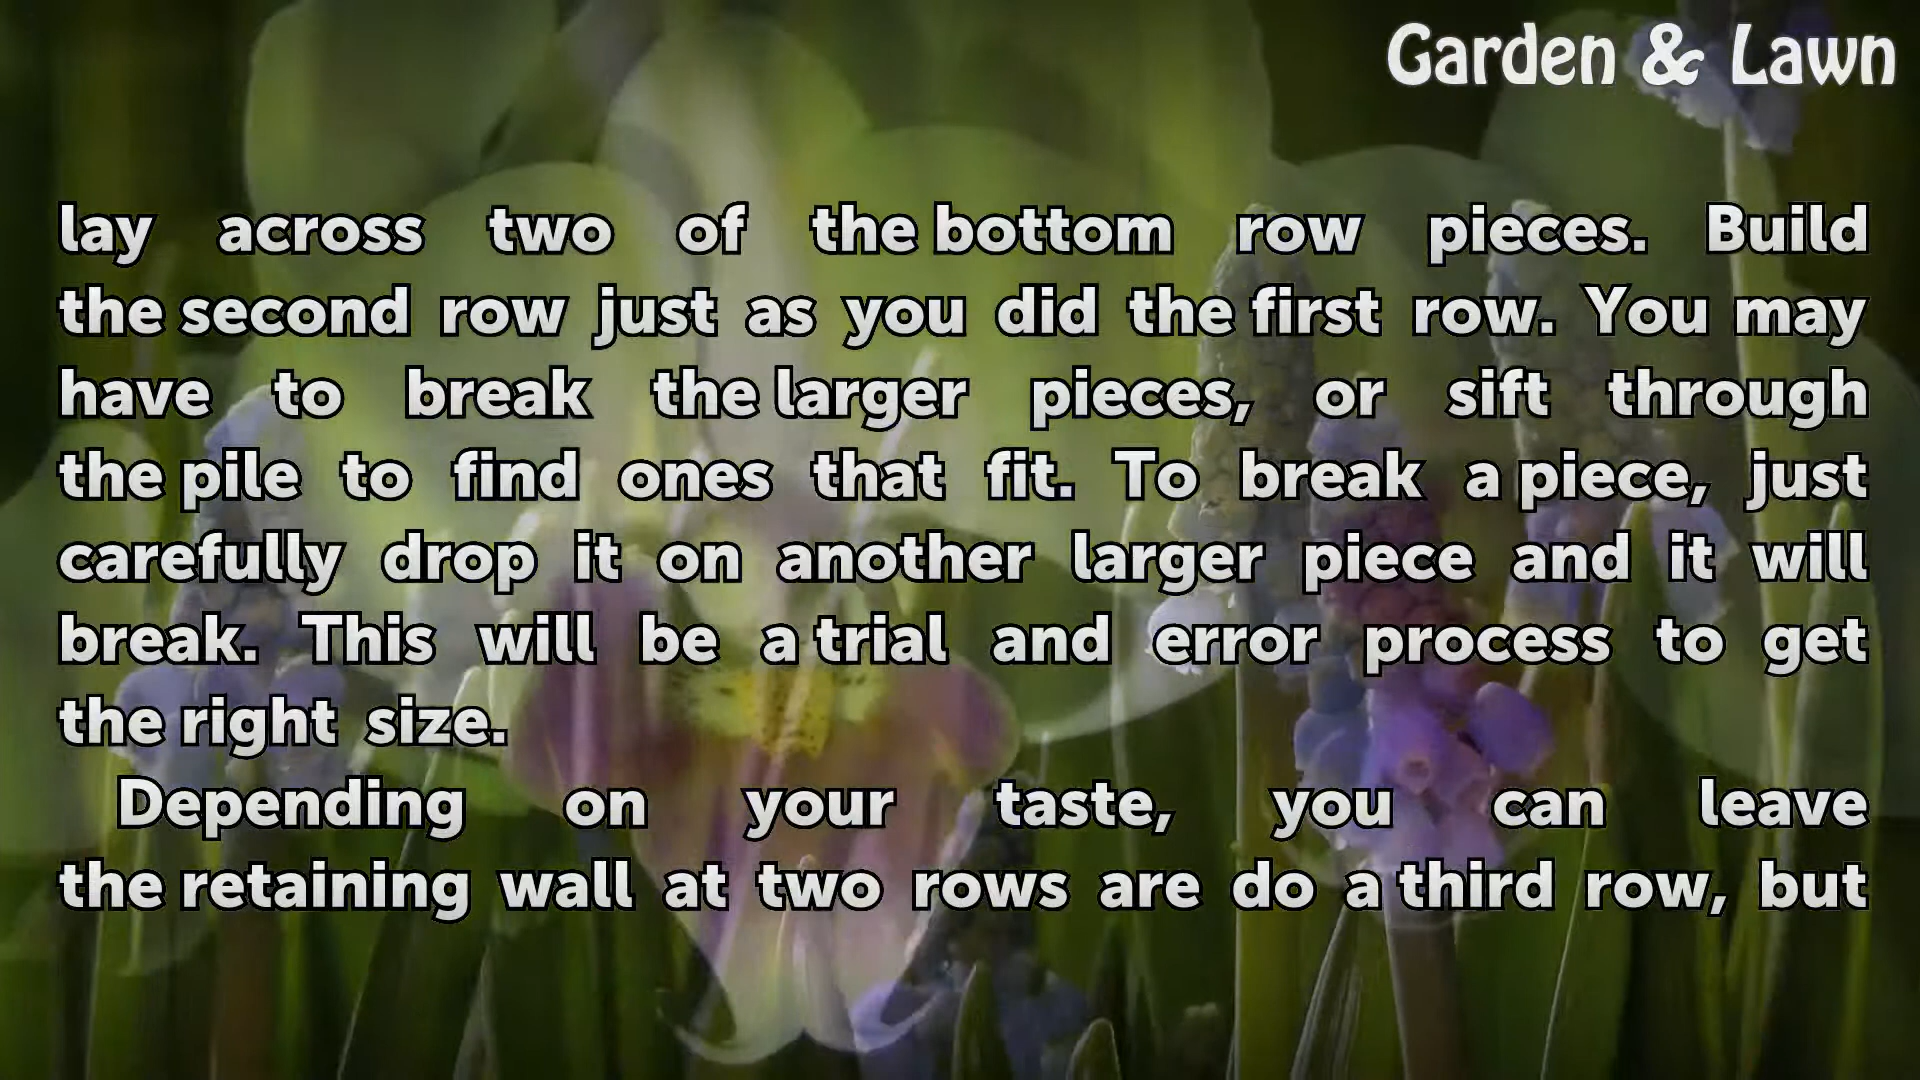 Garden & Lawn
lay across two of the bottom row pieces. Build
the second row just as you did the first row. You may
have to break the larger pieces, or sift through
the pile to find ones that fit. To break a piece, just
carefully drop it on another larger piece and it will
break. This will be a trial and error process to get
the right size.
Depending on your taste, you can leave
the retaining wall at two rows are do a third row, but